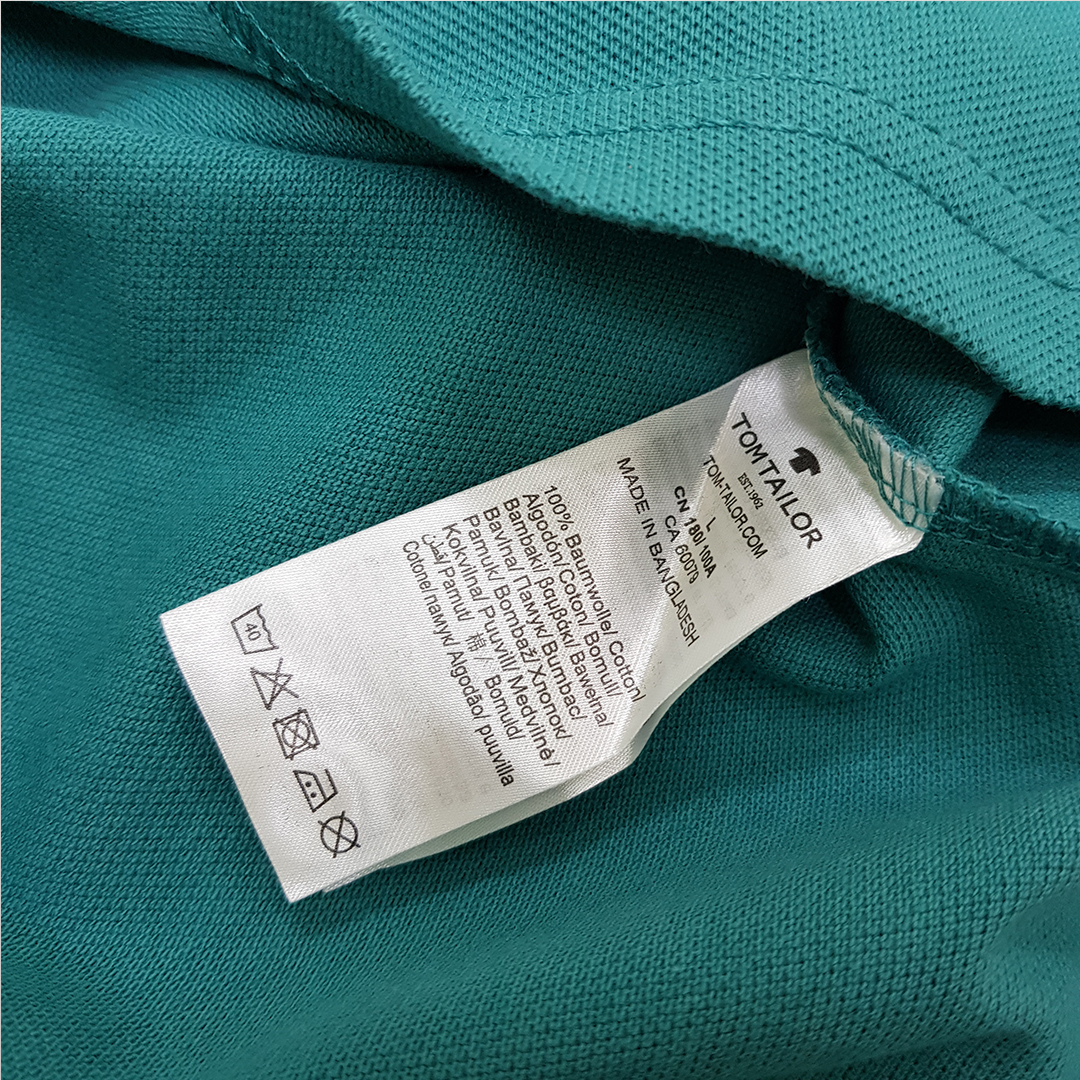 TOM TAILOR
EST. 1962
TOM-TAILOR.COM
L
CN 180/100A
CA 60079
MADE IN BANGLADESH
100% Baumwolle/ Cotton/
Algodón/ Coton/ Bomull/
Bambaki/ βαμβάκι/ Bawełna/
Bavlna/ Памук/ Bumbac/
Pamuk/ Bombaž/ Хлопок/
Kokvilna/ Puuvill/ Medvilnė/
قطن/ Pamut/ 棉 / Bomuld/
Cotone/памук/ Algodão/ puuvilla
40